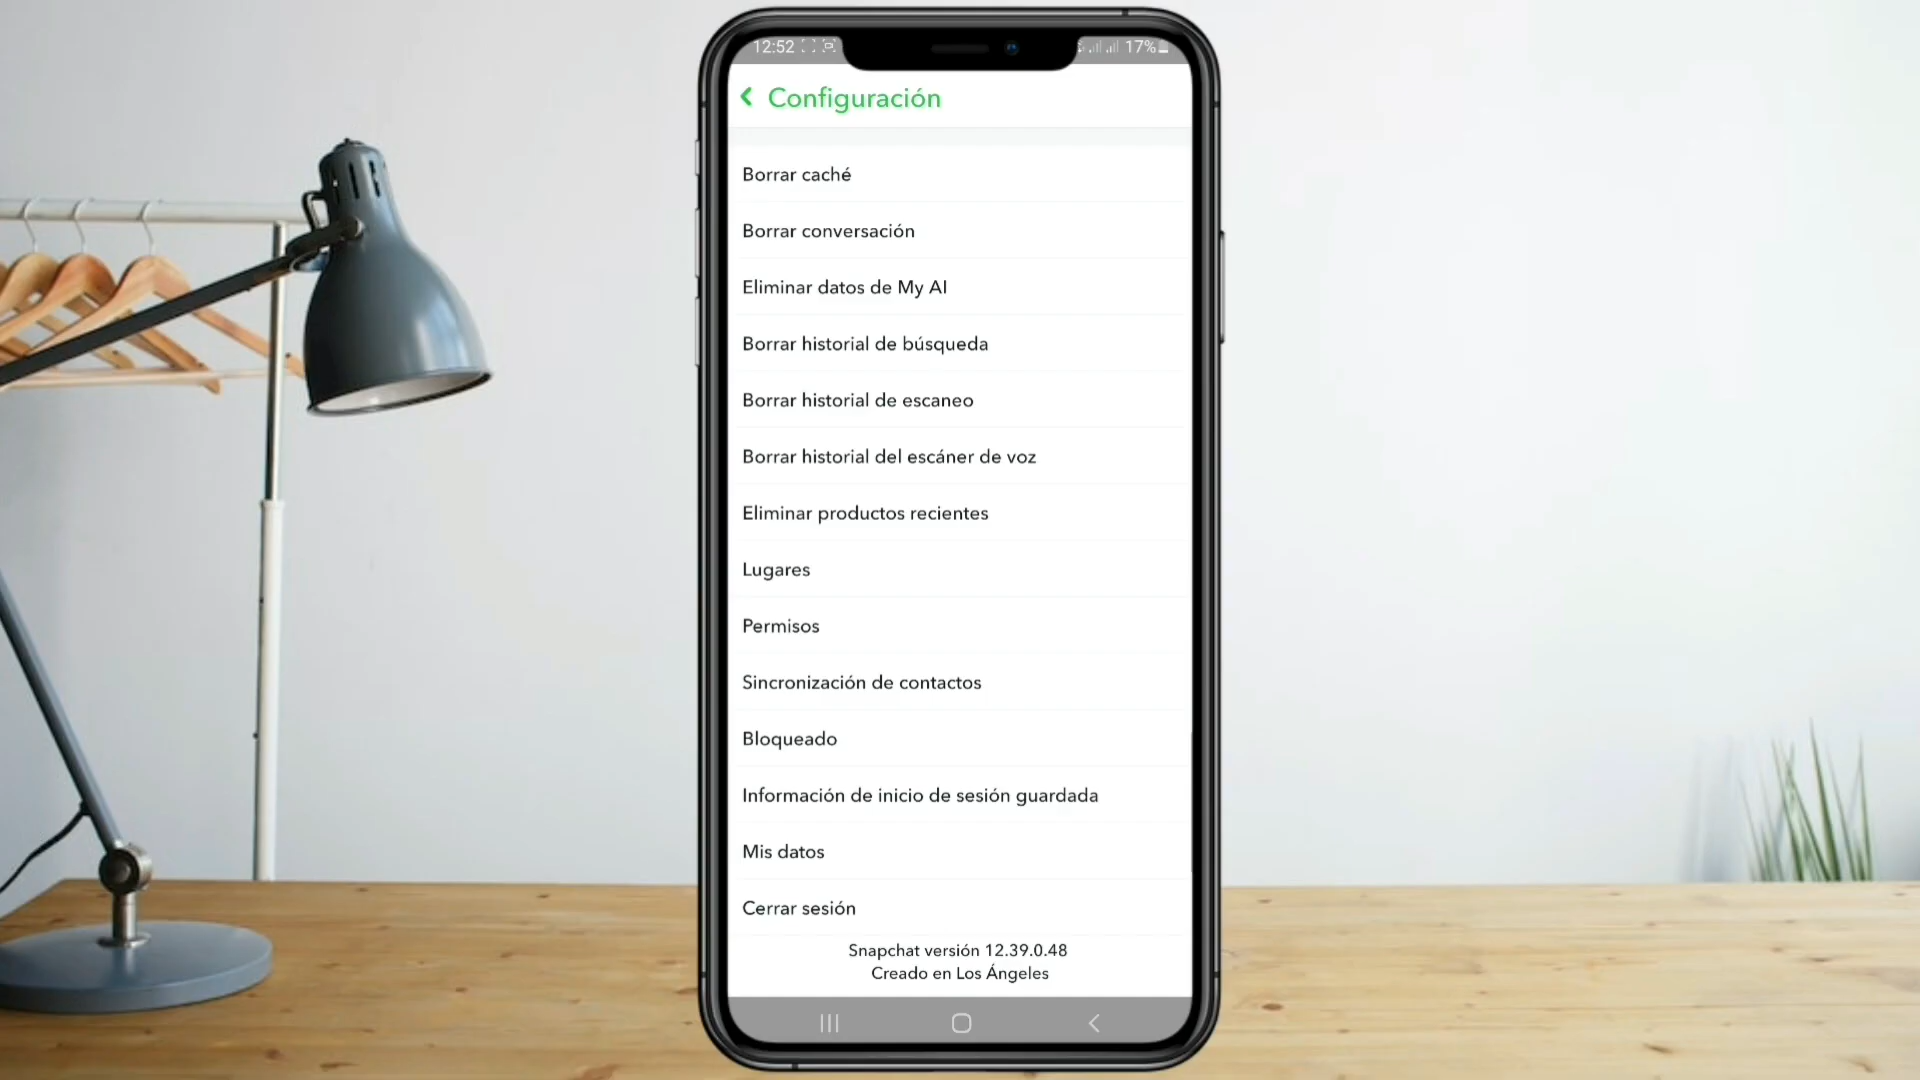 12:52
17%
Configuración
Borrar caché
Borrar conversación
Eliminar datos de My AI
Borrar historial de búsqueda
Borrar historial de escaneo
Borrar historial del escáner de voz
Eliminar productos recientes
Lugares
Permisos
Sincronización de contactos
Bloqueado
Información de inicio de sesión guardada
Mis datos
Cerrar sesión
Snapchat versión 12.39.0.48
Creado en Los Ángeles